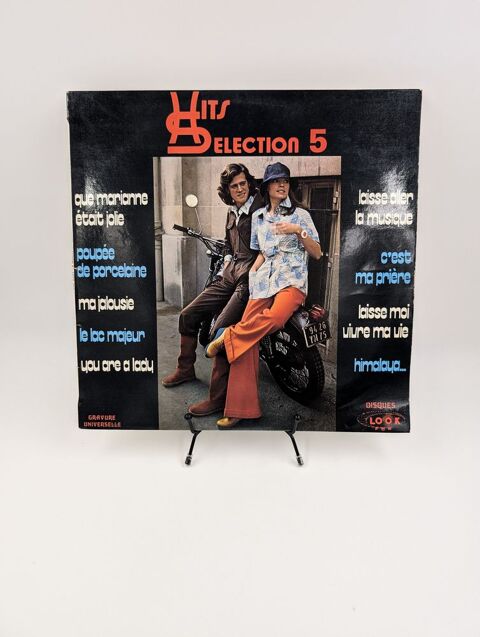 Hits
Selection 5
que marianne
était jolie
poupée
de porcelaine
ma jalousie
le lac majeur
you are a lady
laisse aller
la musique
c'est
ma prière
laisse moi
vivre ma vie
himalaya...
GRAVURE
UNIVERSELLE
DISQUES
LOOK